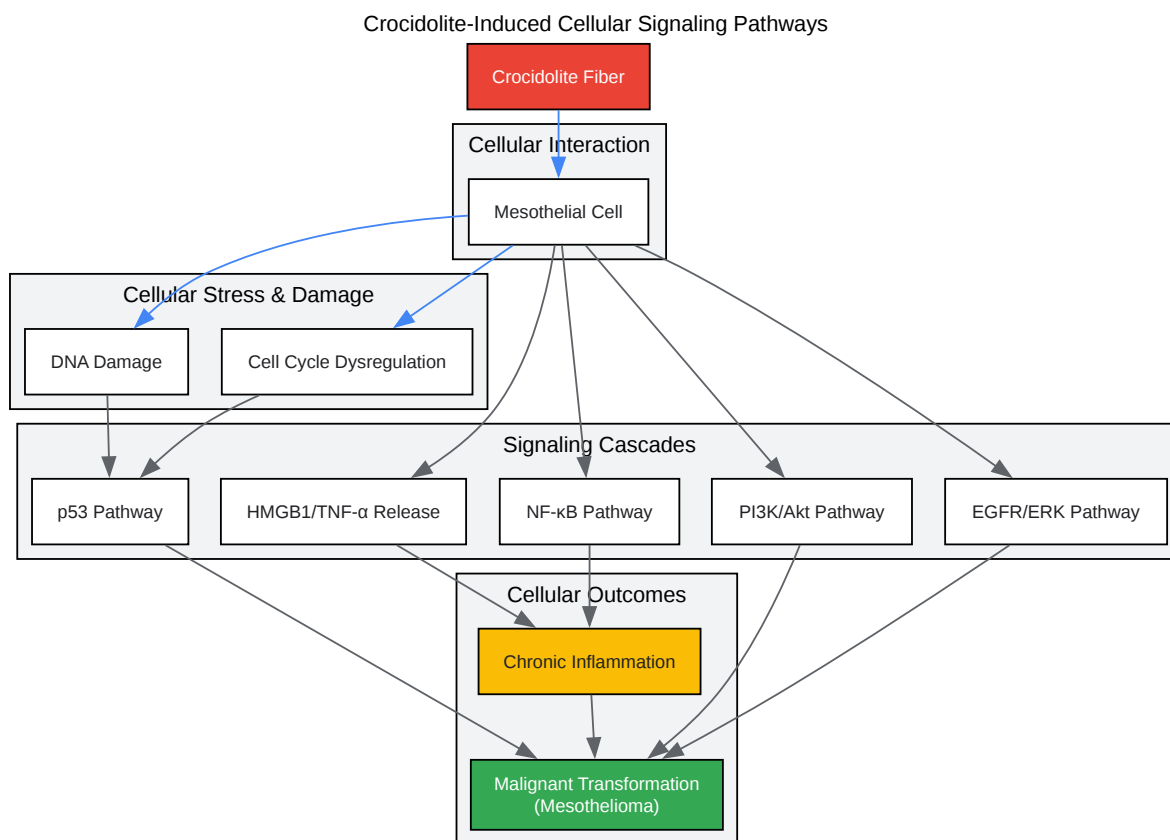 Crocidolite-Induced Cellular Signaling Pathways
Crocidolite Fiber
Cellular Interaction
Mesothelial Cell
Cellular Stress & Damage
DNA Damage
Cell Cycle Dysregulation
Signaling Cascades
p53 Pathway
HMGB1/TNF-α Release
NF-κB Pathway
PI3K/Akt Pathway
EGFR/ERK Pathway
Cellular Outcomes
Chronic Inflammation
Malignant Transformation
(Mesothelioma)